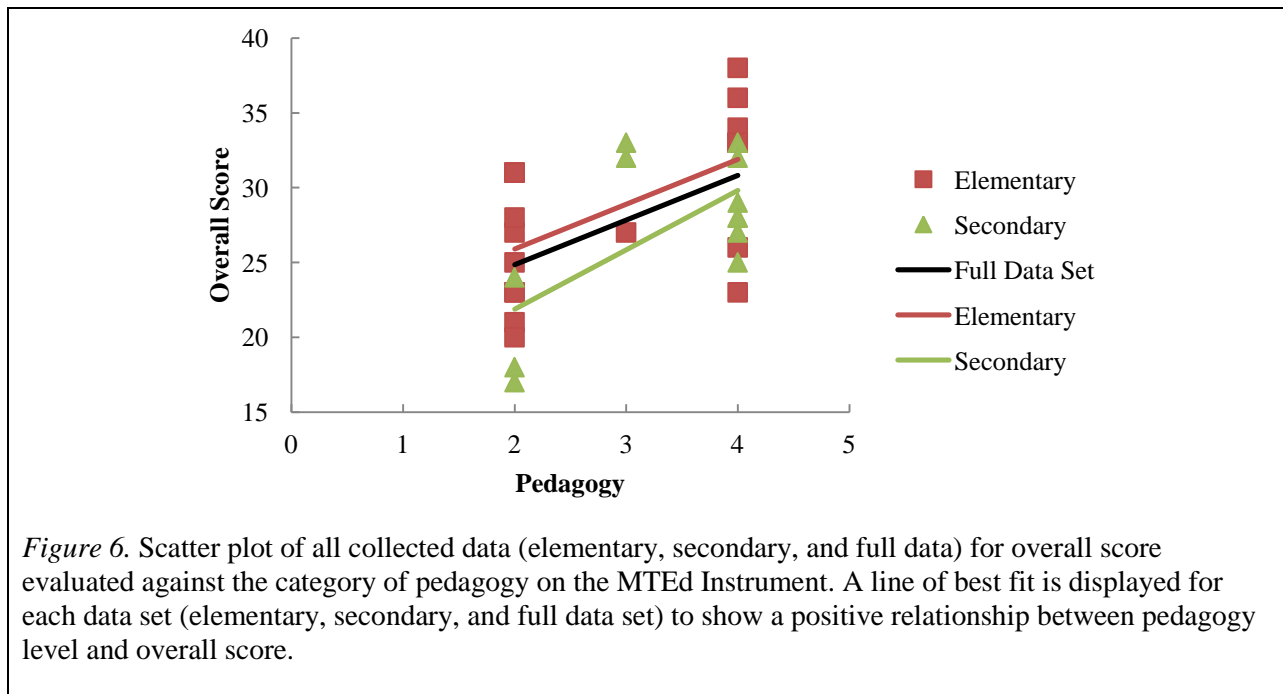 40
35
30
25
20
15
Overall Score
0 1 2 3 4 5
Pedagogy
Elementary
Secondary
Full Data Set
Elementary
Secondary
Figure 6. Scatter plot of all collected data (elementary, secondary, and full data) for overall score
evaluated against the category of pedagogy on the MTEd Instrument. A line of best fit is displayed for
each data set (elementary, secondary, and full data set) to show a positive relationship between pedagogy
level and overall score.